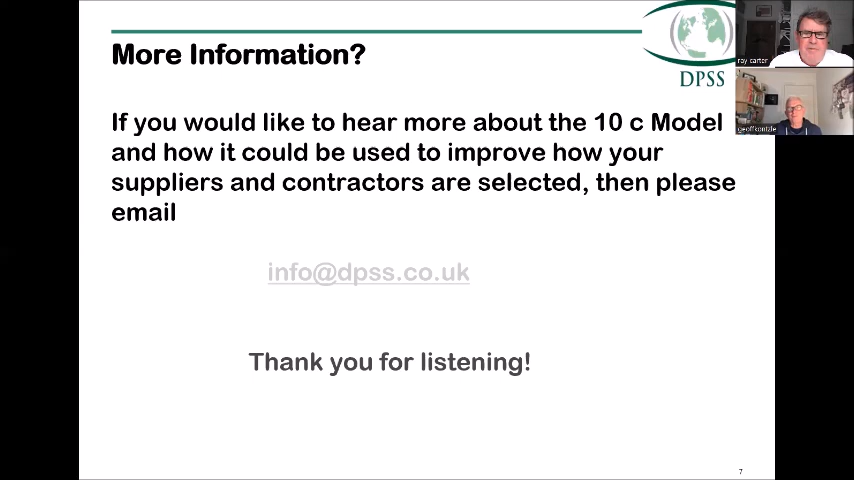 More Information?
DPSS
ray carter
geoffkontzle
If you would like to hear more about the 10 c Model
and how it could be used to improve how your
suppliers and contractors are selected, then please
email
info@dpss.co.uk
Thank you for listening!
7